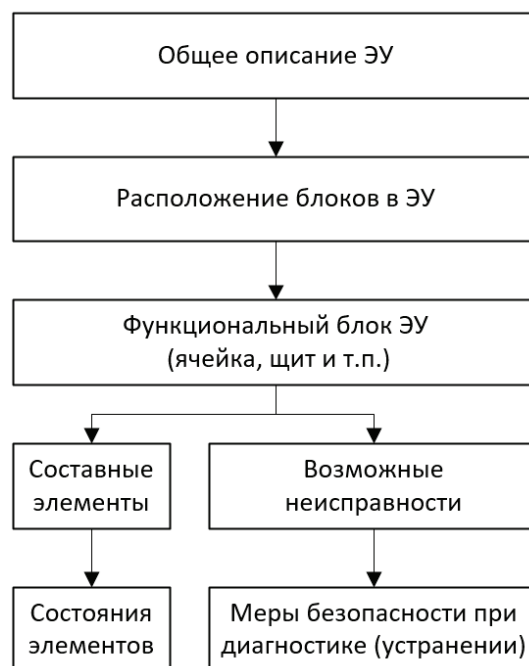 Общее описание ЭУ
Расположение блоков в ЭУ
Функциональный блок ЭУ
(ячейка, щит и т.п.)
Составные
элементы
Возможные
неисправности
Состояния
элементов
Меры безопасности при
диагностике (устранении)